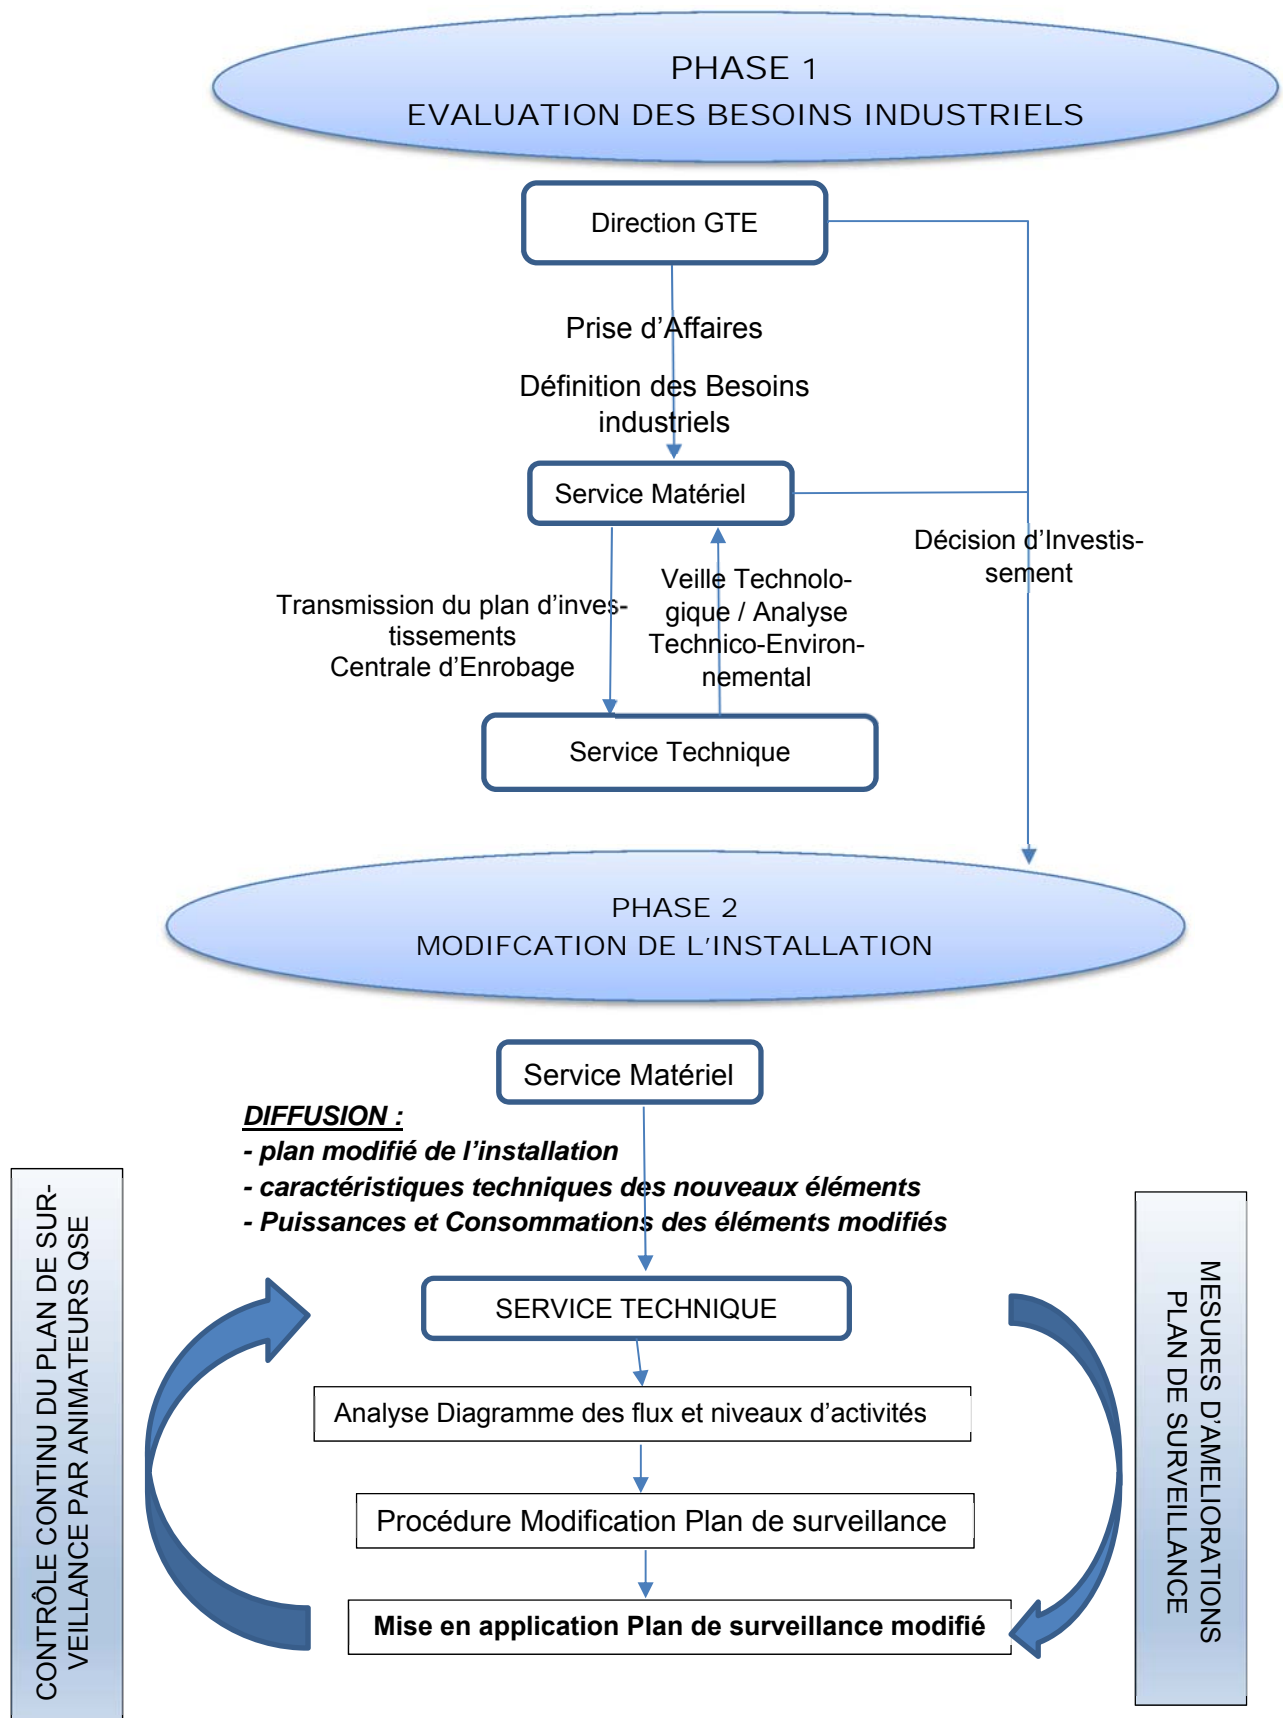 PHASE 1
EVALUATION DES BESOINS INDUSTRIELS
Direction GTE
Prise d’Affaires
Définition des Besoins
industriels
Service Matériel
Décision d’Investis-
sement
Transmission du plan d’inves-
tissements
Centrale d’Enrobage
Veille Technolo-
gique / Analyse
Technico-Environ-
nemental
Service Technique
PHASE 2
MODIFCATION DE L’INSTALLATION
Service Matériel
DIFFUSION :
- plan modifié de l’installation
- caractéristiques techniques des nouveaux éléments
- Puissances et Consommations des éléments modifiés
CONTRÔLE CONTINU DU PLAN DE SUR-
VEILLANCE PAR ANIMATEURS QSE
SERVICE TECHNIQUE
Analyse Diagramme des flux et niveaux d’activités
Procédure Modification Plan de surveillance
Mise en application Plan de surveillance modifié
MESURES D’AMELIORATIONS
PLAN DE SURVEILLANCE